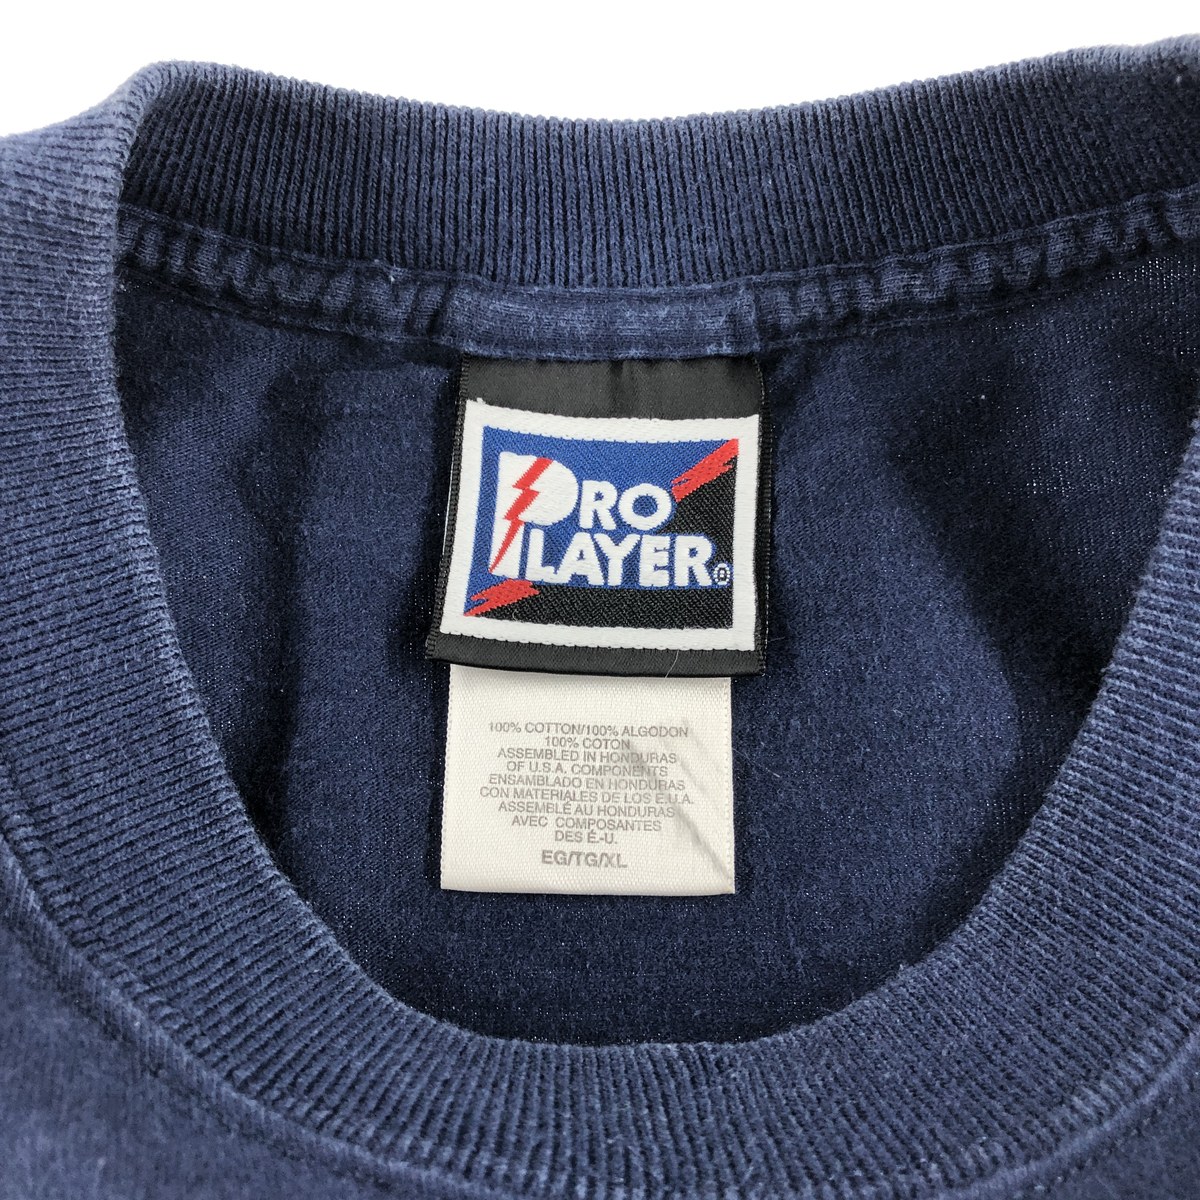 PRO
PLAYER®
100% COTTON/100% ALGODON
100% COTON
ASSEMBLED IN HONDURAS
OF U.S.A. COMPONENTS
ENSAMBLADO EN HONDURAS
CON MATERIALES DE LOS E.U.A.
ASSEMBLÉ AU HONDURAS
AVEC COMPOSANTES
DES É.-U.
EG/TG/XL